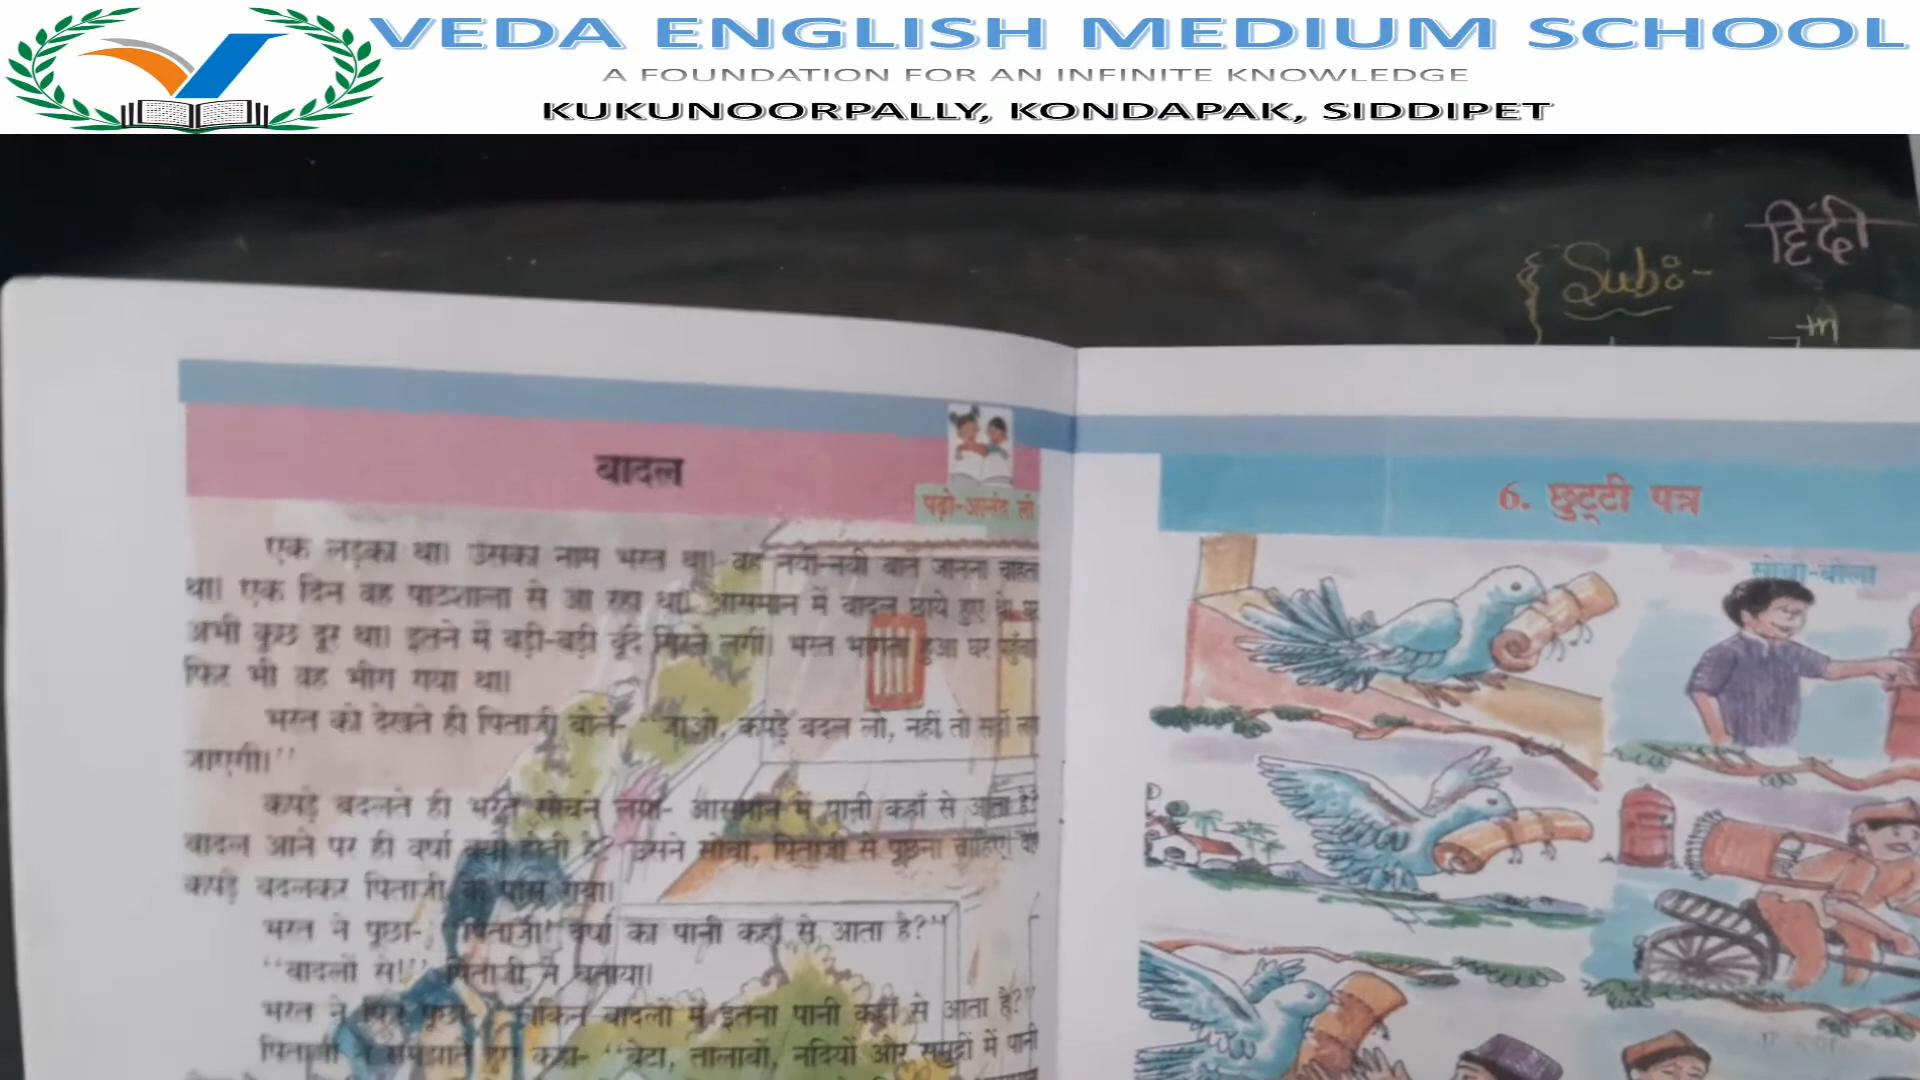 VEDA ENGLISH MEDIUM SCHOOL
A FOUNDATION FOR AN INFINITE KNOWLEDGE
KUKUNOORPALLY, KONDAPAK, SIDDIPET
हिंदी
Sub:-
बादल
पढ़ो-आनंद लो
एक लड़का था। उसका नाम भरत था। वह नयी-नयी बातें जानना चाहता
था। एक दिन वह पाठशाला से आ रहा था। आसमान में बादल छाये हुए थे। घर
अभी कुछ दूर था। इतने में बड़ी-बड़ी बूँदें गिरने लगीं। भरत भागता हुआ घर पहुँचा
फिर भी वह भीग गया था।
भरत को देखते ही पिताजी बोले- "जाओ, कपड़े बदल लो, नहीं तो सर्दी लग
जाएगी।"
कपड़े बदलते ही भरत सोचने लगा- आसमान में पानी कहाँ से आता है?
बादल आने पर ही वर्षा क्यों होती है? उसने सोचा, पिताजी से पूछना चाहिए। वह
कपड़े बदलकर पिताजी के पास गया।
भरत ने पूछा- "पिताजी! वर्षा का पानी कहाँ से आता है?"
"बादलों से!" पिताजी ने बताया।
भरत ने फिर पूछा- "लेकिन बादलों में इतना पानी कहाँ से आता है?"
पिताजी ने समझाते हुए कहा- "बेटा, तालाबों, नदियों और समुद्रों में पानी
6. छुट्टी पत्र
सोचो-बोलो